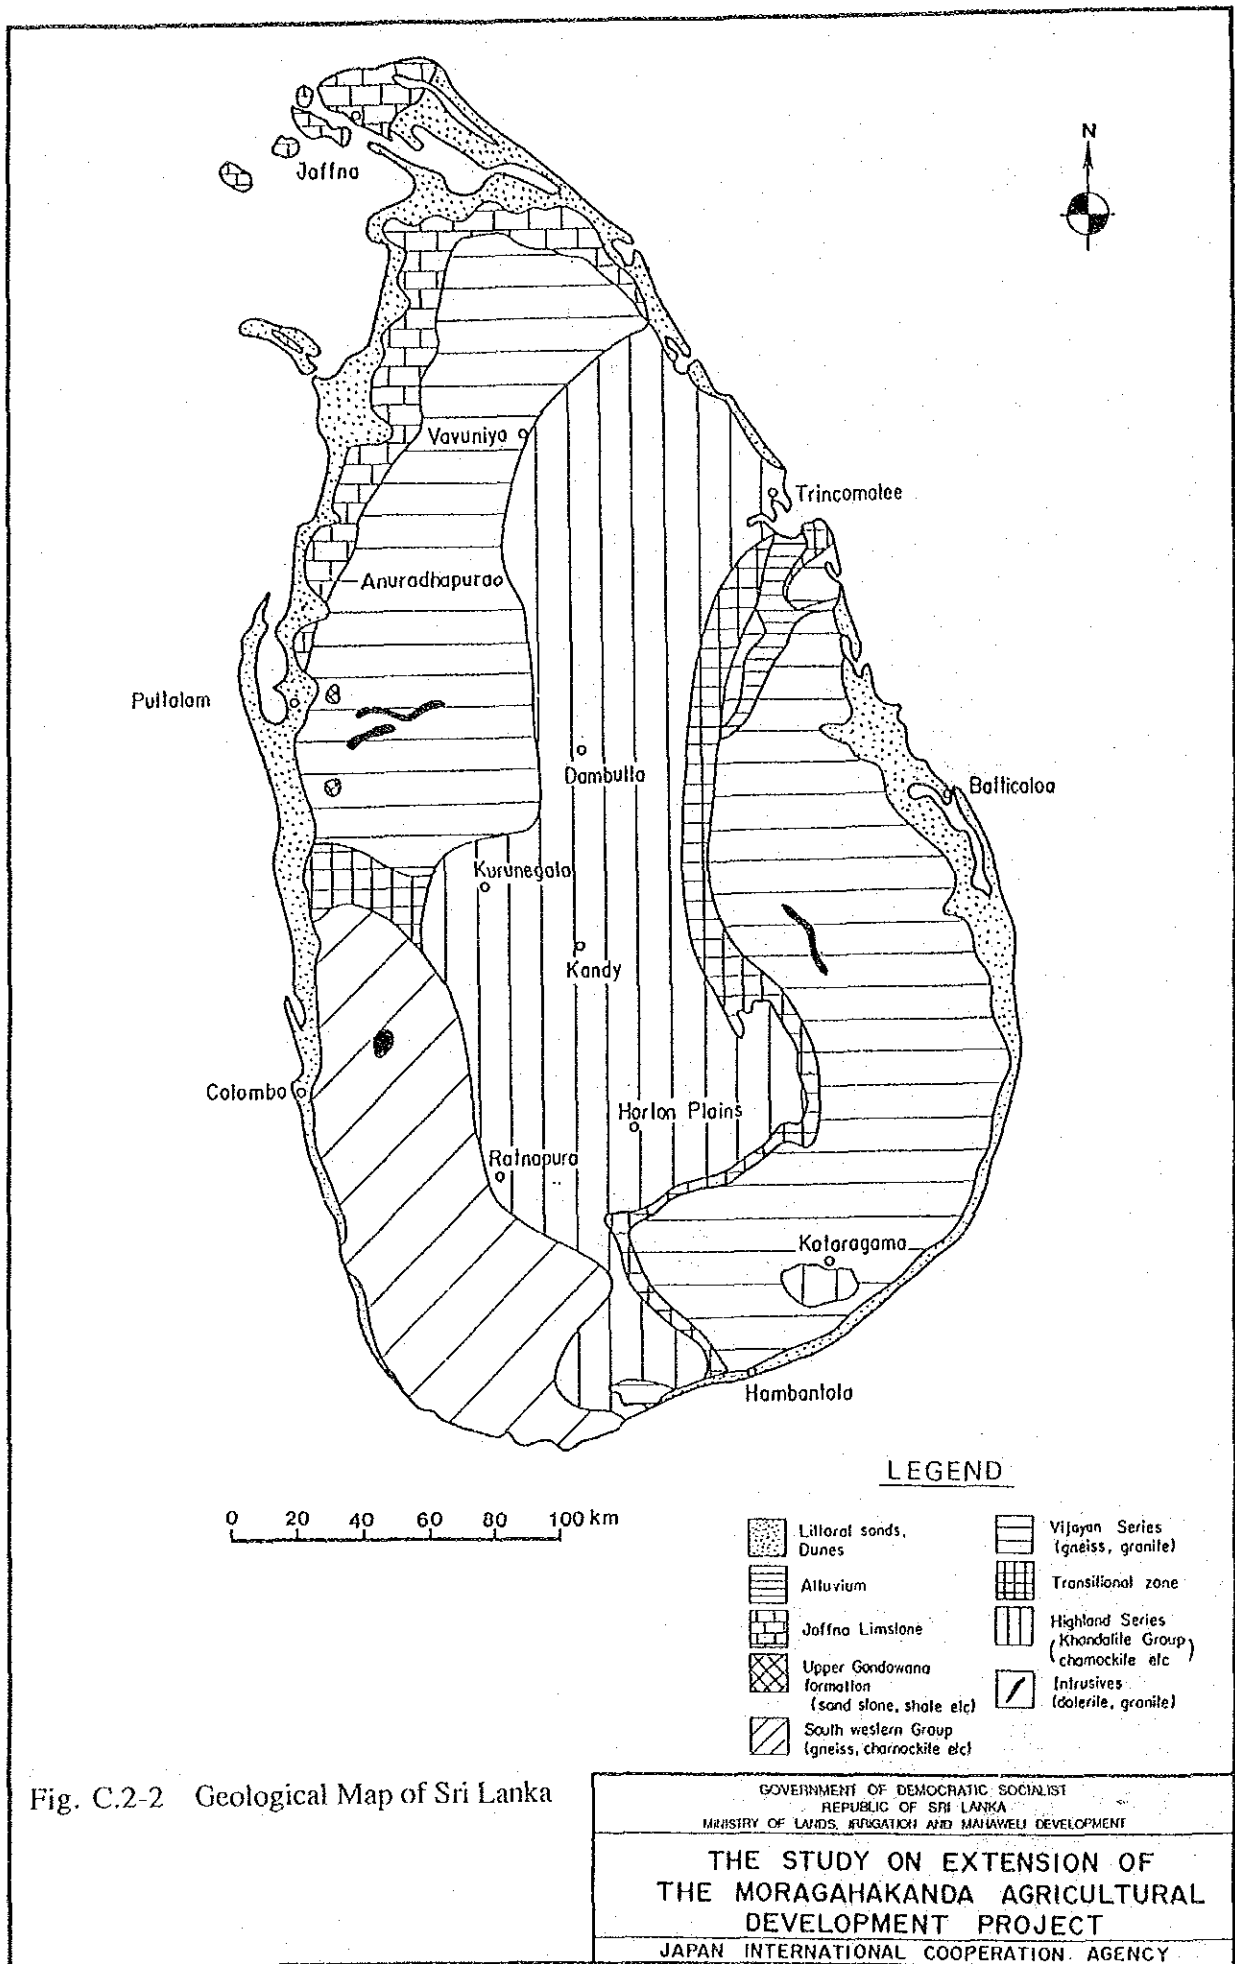 N
Jaffna
Vavuniya
Trincomalee
Anuradhapura
Puttalam
Dambulla
Batticaloa
Kurunegala
Kandy
Colombo
Horton Plains
Ratnapura
Kataragama
Hambantota
LEGEND
0 20 40 60 80 100 km
Littoral sands,
Dunes
Alluvium
Jaffna Limstone
Upper Gondowana
formation
(sand stone, shale etc)
South western Group
(gneiss, charnockite etc)
Vijayan Series
(gneiss, granite)
Transitional zone
Highland Series
(Khondalite Group
charnockite etc)
Intrusives
(dolerite, granite)
Fig. C.2-2 Geological Map of Sri Lanka
GOVERNMENT OF DEMOCRATIC SOCIALIST
REPUBLIC OF SRI LANKA
MINISTRY OF LANDS, IRRIGATION AND MAHAWELI DEVELOPMENT
THE STUDY ON EXTENSION OF
THE MORAGAHAKANDA AGRICULTURAL
DEVELOPMENT PROJECT
JAPAN INTERNATIONAL COOPERATION AGENCY